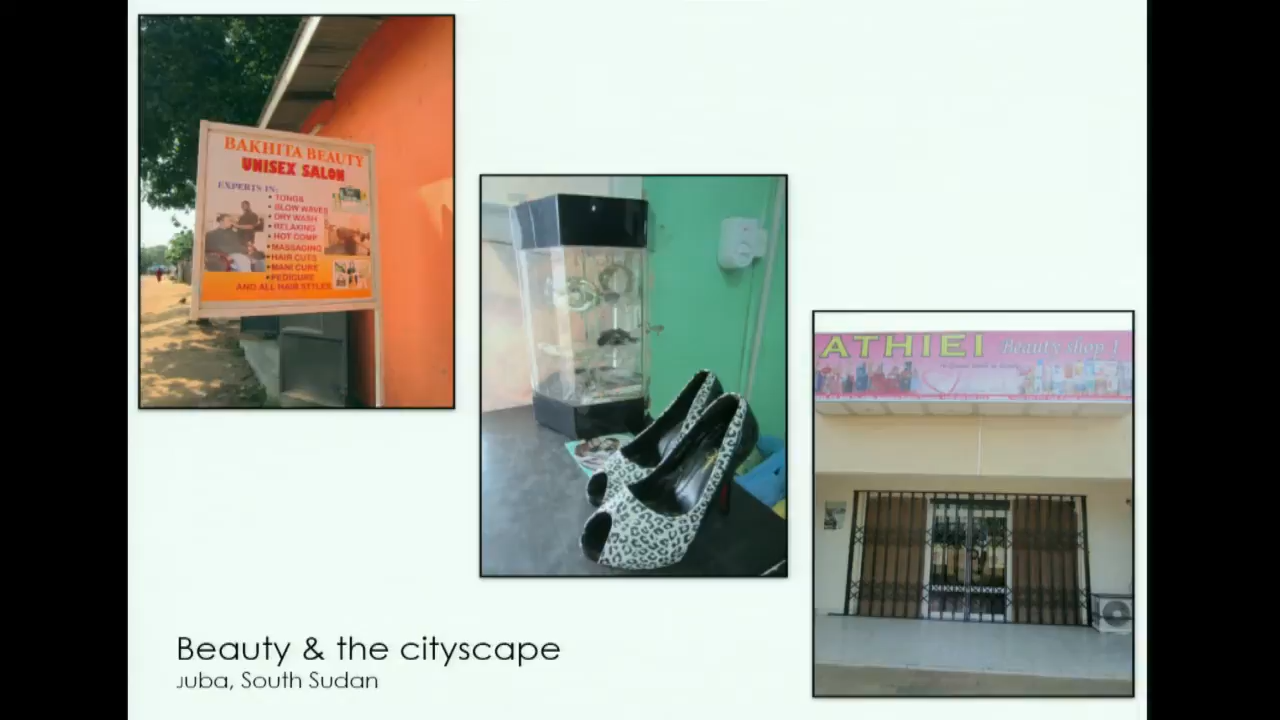 BAKHITA BEAUTY
UNISEX SALON
EXPERTS IN:
• TONGS
• BLOW WAVES
• DRY WASH
• RELAXING
• HOT COMP
• MASSAGING
• HAIR CUTS
• MANI CURE
• PEDICURE
AND ALL HAIR STYLES
ATHIEI Beauty shop 1
Beauty & the cityscape
Juba, South Sudan